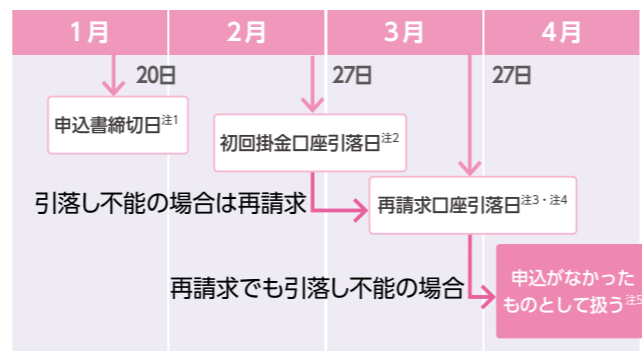 1月 2月 3月 4月
20日 27日 27日
申込書締切日注1
初回掛金口座引落日注2
引落し不能の場合は再請求
再請求口座引落日注3・注4
再請求でも引落し不能の場合
申込がなかった
ものとして扱う注5